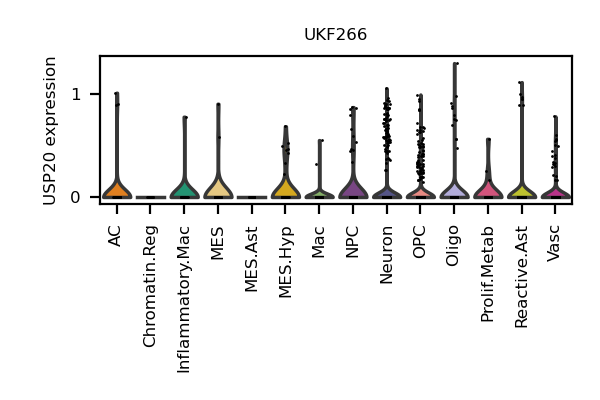 UKF266
USP20 expression
1
0
AC
Chromatin.Reg
Inflammatory.Mac
MES
MES.Ast
MES.Hyp
Mac
NPC
Neuron
OPC
Oligo
Prolif.Metab
Reactive.Ast
Vasc